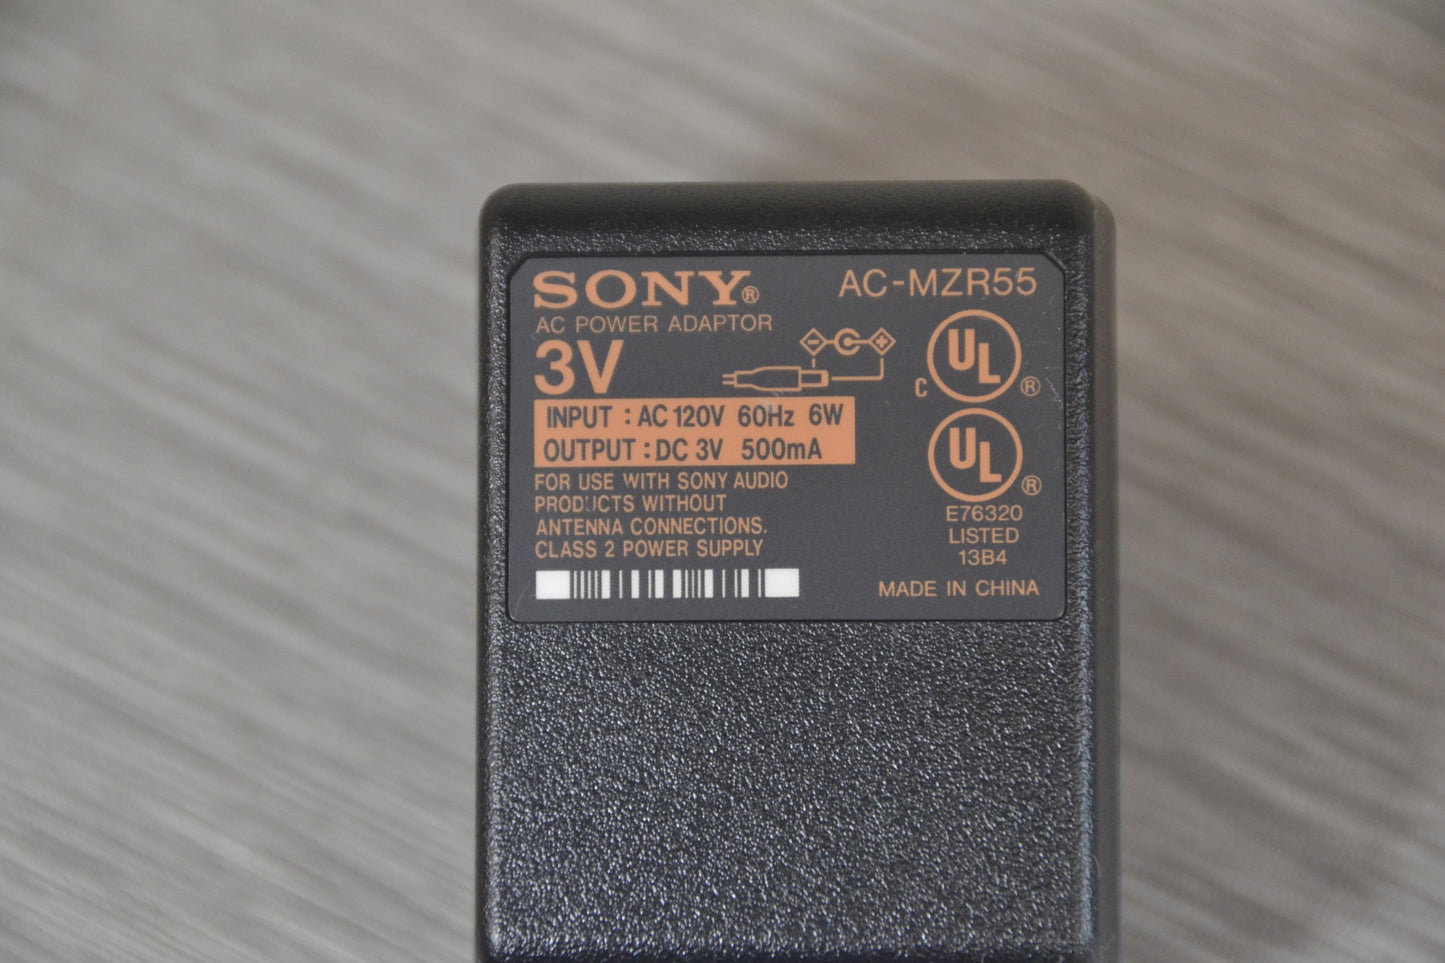 SONY® AC-MZR55
AC POWER ADAPTOR
3V
INPUT : AC 120V 60Hz 6W
OUTPUT : DC 3V 500mA
FOR USE WITH SONY AUDIO
PRODUCTS WITHOUT
ANTENNA CONNECTIONS.
CLASS 2 POWER SUPPLY
C UL ®
UL ®
E76320
LISTED
13B4
MADE IN CHINA